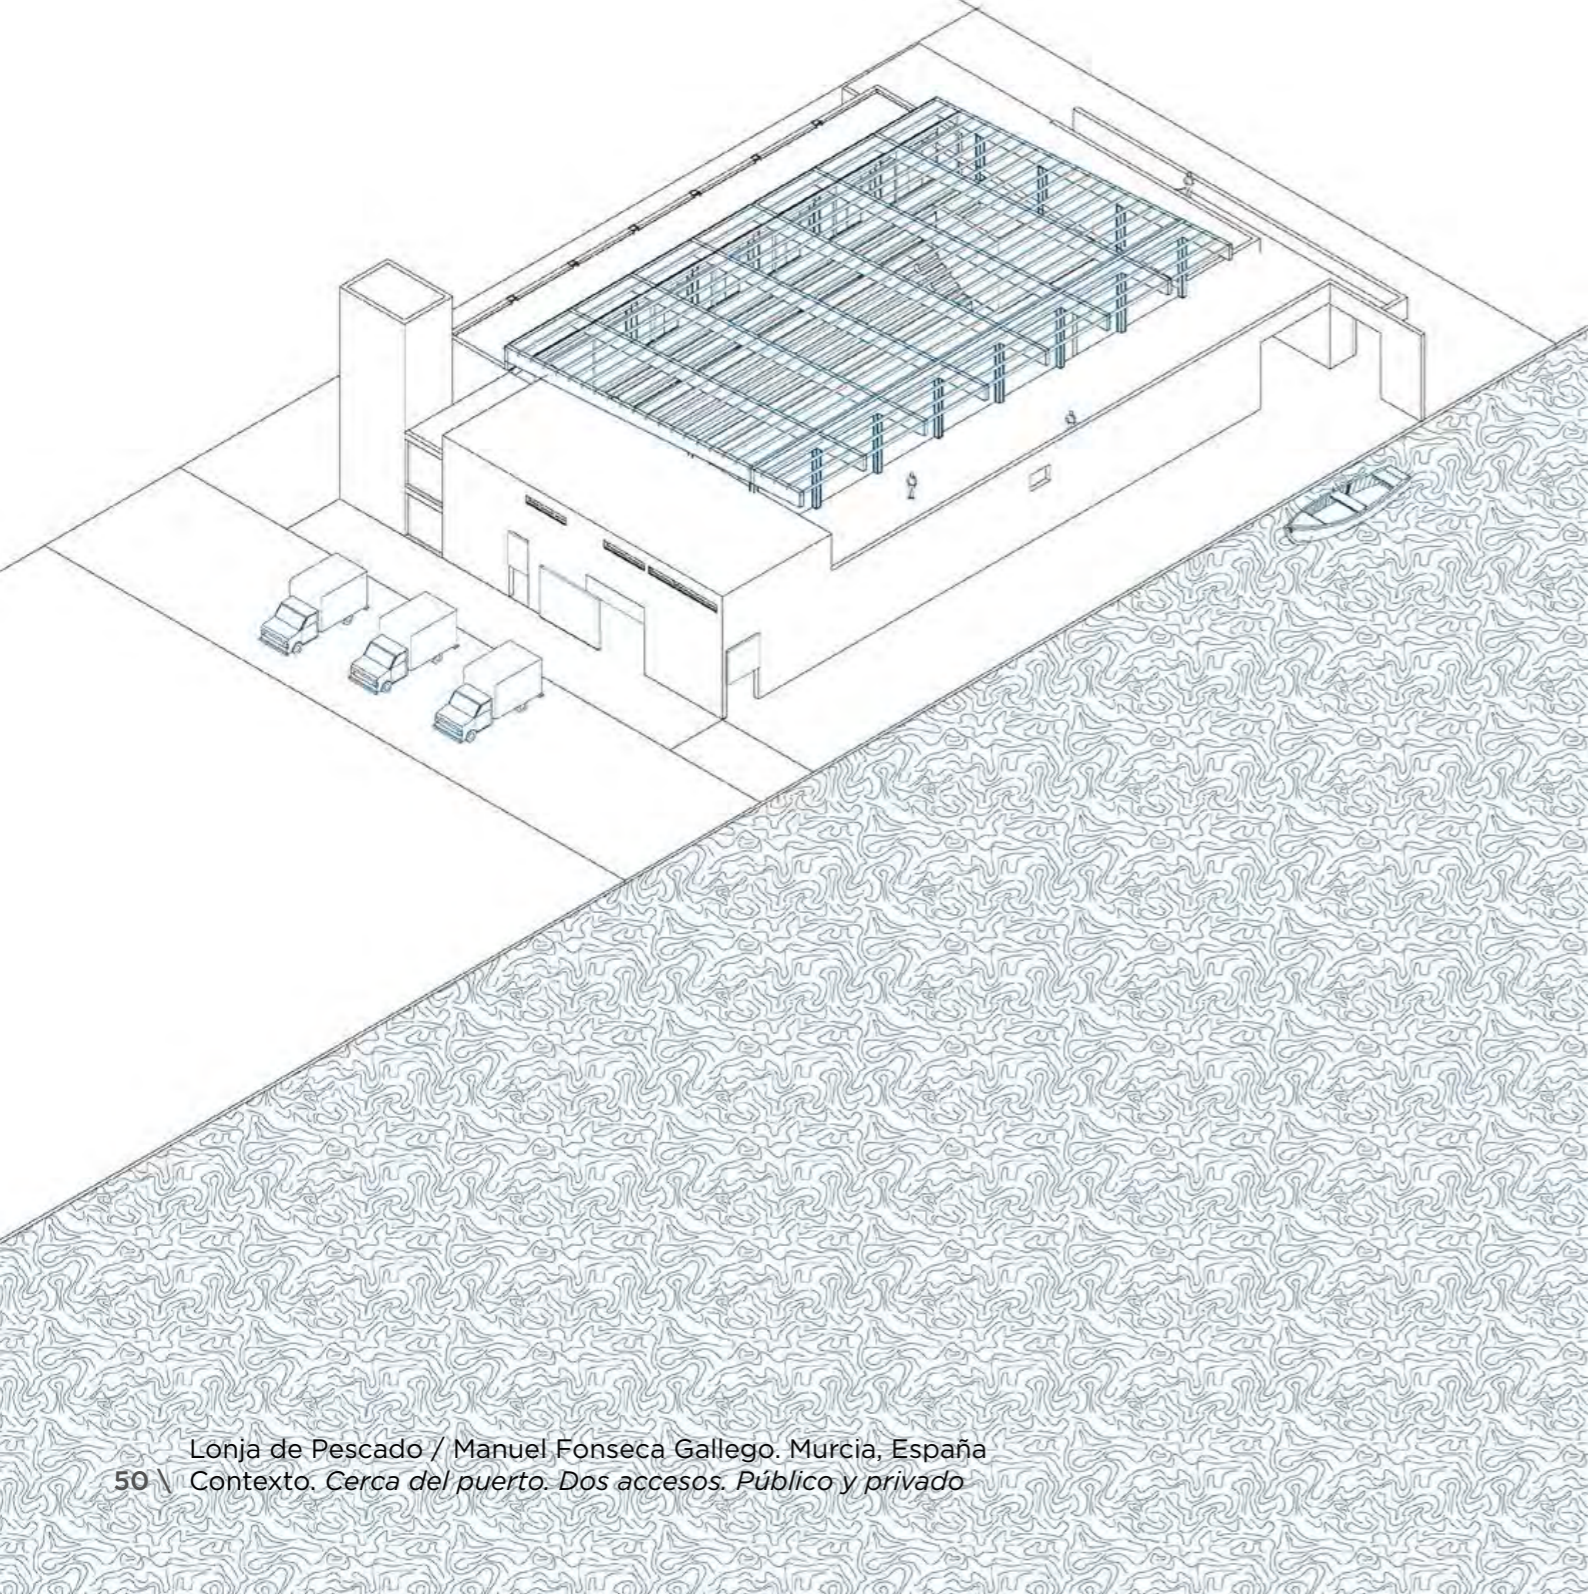 Lonja de Pescado / Manuel Fonseca Gallego. Murcia, España
50 \ Contexto. Cerca del puerto. Dos accesos. Público y privado